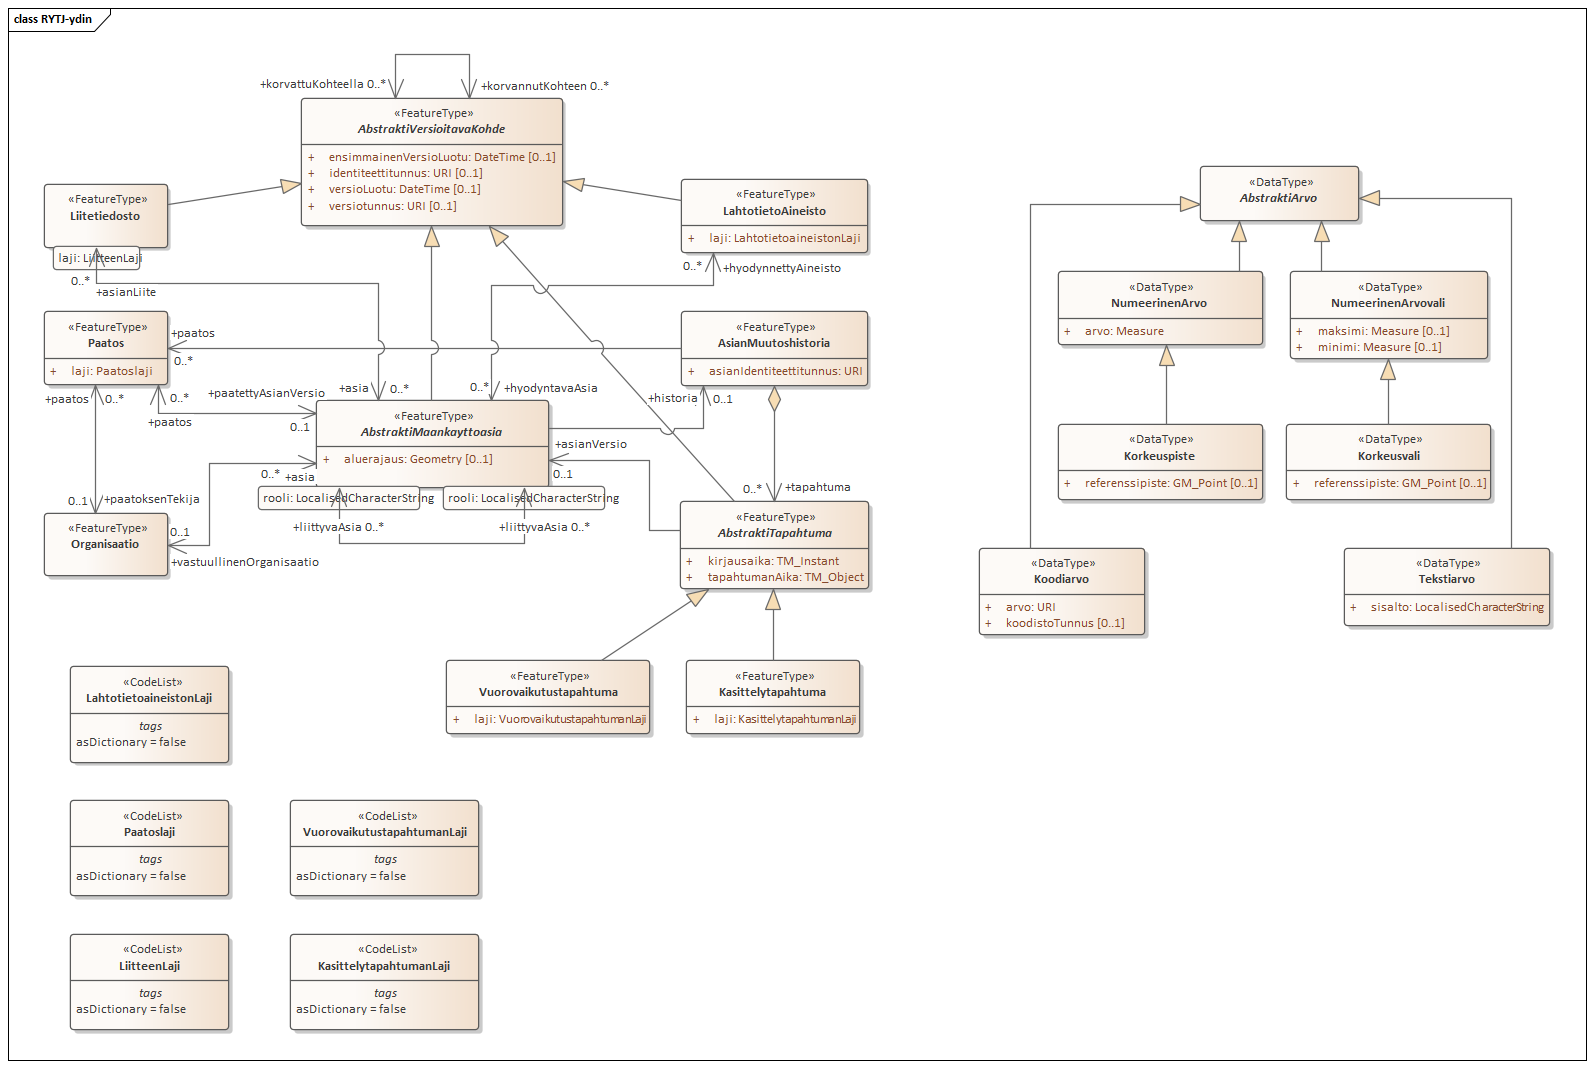 class RYTJ-ydin
+korvattuKohteella 0..*
+korvannutKohteen 0..*
«FeatureType»
AbstraktiVersioitavaKohde
+ ensimmainenVersioLuotu: DateTime [0..1]
+ identiteettitunnus: URI [0..1]
+ versioLuotu: DateTime [0..1]
+ versiotunnus: URI [0..1]
«FeatureType»
Liitetiedosto
laji: LiitteenLaji
0..*
+asianLiite
«FeatureType»
LahtotietoAineisto
+ laji: LahtotietoaineistonLaji
0..*
+hyodynnettyAineisto
«FeatureType»
Paatos
+ laji: Paatoslaji
+paatos
0..*
«FeatureType»
AsianMuutoshistoria
+ asianIdentiteettitunnus: URI
+paatos
0..*
0..*
+paatos
+paatettyAsianVersio
0..1
+asia
0..*
0..*
+hyodyntavaAsia
+historia
0..1
«FeatureType»
AbstraktiMaankayttoasia
+ aluerajaus: Geometry [0..1]
+asianVersio
0..1
0..*
+asia
rooli: LocalisedCharacterString
rooli: LocalisedCharacterString
+liittyvaAsia 0..*
+liittyvaAsia 0..*
0..1
+paatoksenTekija
«FeatureType»
Organisaatio
0..1
+vastuullinenOrganisaatio
0..*
+tapahtuma
«FeatureType»
AbstraktiTapahtuma
+ kirjausaika: TM_Instant
+ tapahtumanAika: TM_Object
«FeatureType»
Vuorovaikutustapahtuma
+ laji: VuorovaikutustapahtumanLaji
«FeatureType»
Kasittelytapahtuma
+ laji: KasittelytapahtumanLaji
«DataType»
AbstraktiArvo
«DataType»
NumeerinenArvo
+ arvo: Measure
«DataType»
NumeerinenArvovali
+ maksimi: Measure [0..1]
+ minimi: Measure [0..1]
«DataType»
Korkeuspiste
+ referenssipiste: GM_Point [0..1]
«DataType»
Korkeusvali
+ referenssipiste: GM_Point [0..1]
«DataType»
Koodiarvo
+ arvo: URI
+ koodistoTunnus [0..1]
«DataType»
Tekstiarvo
+ sisalto: LocalisedCharacterString
«CodeList»
LahtotietoaineistonLaji
tags
asDictionary = false
«CodeList»
Paatoslaji
tags
asDictionary = false
«CodeList»
VuorovaikutustapahtumanLaji
tags
asDictionary = false
«CodeList»
LiitteenLaji
tags
asDictionary = false
«CodeList»
KasittelytapahtumanLaji
tags
asDictionary = false